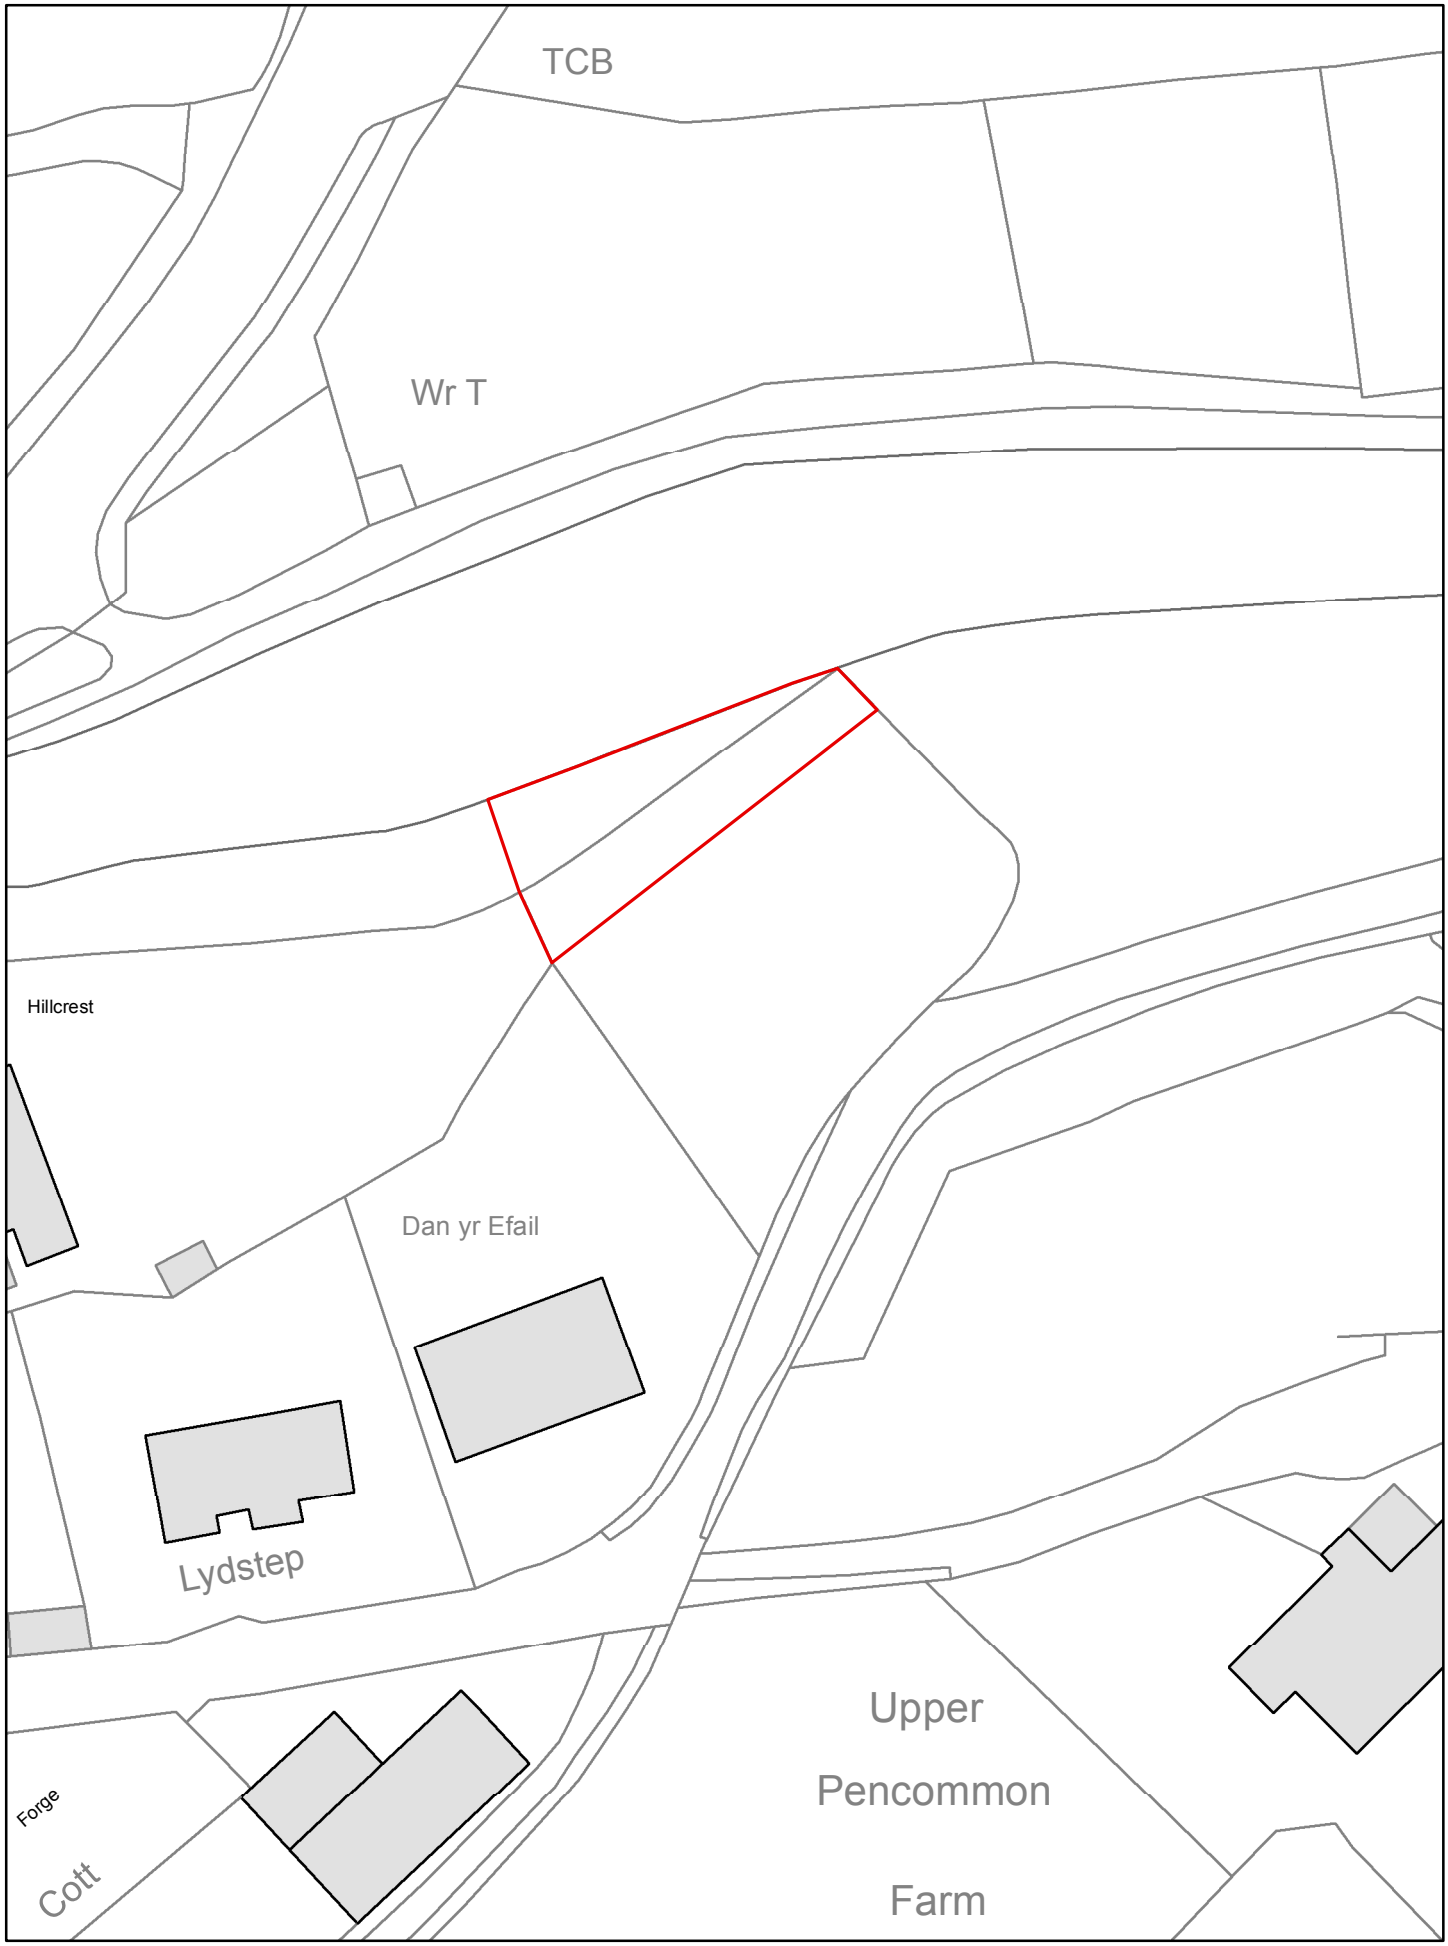 TCB
Wr T
Hillcrest
Dan yr Efail
Lydstep
Upper
Pencommon
Farm
Forge
Cott